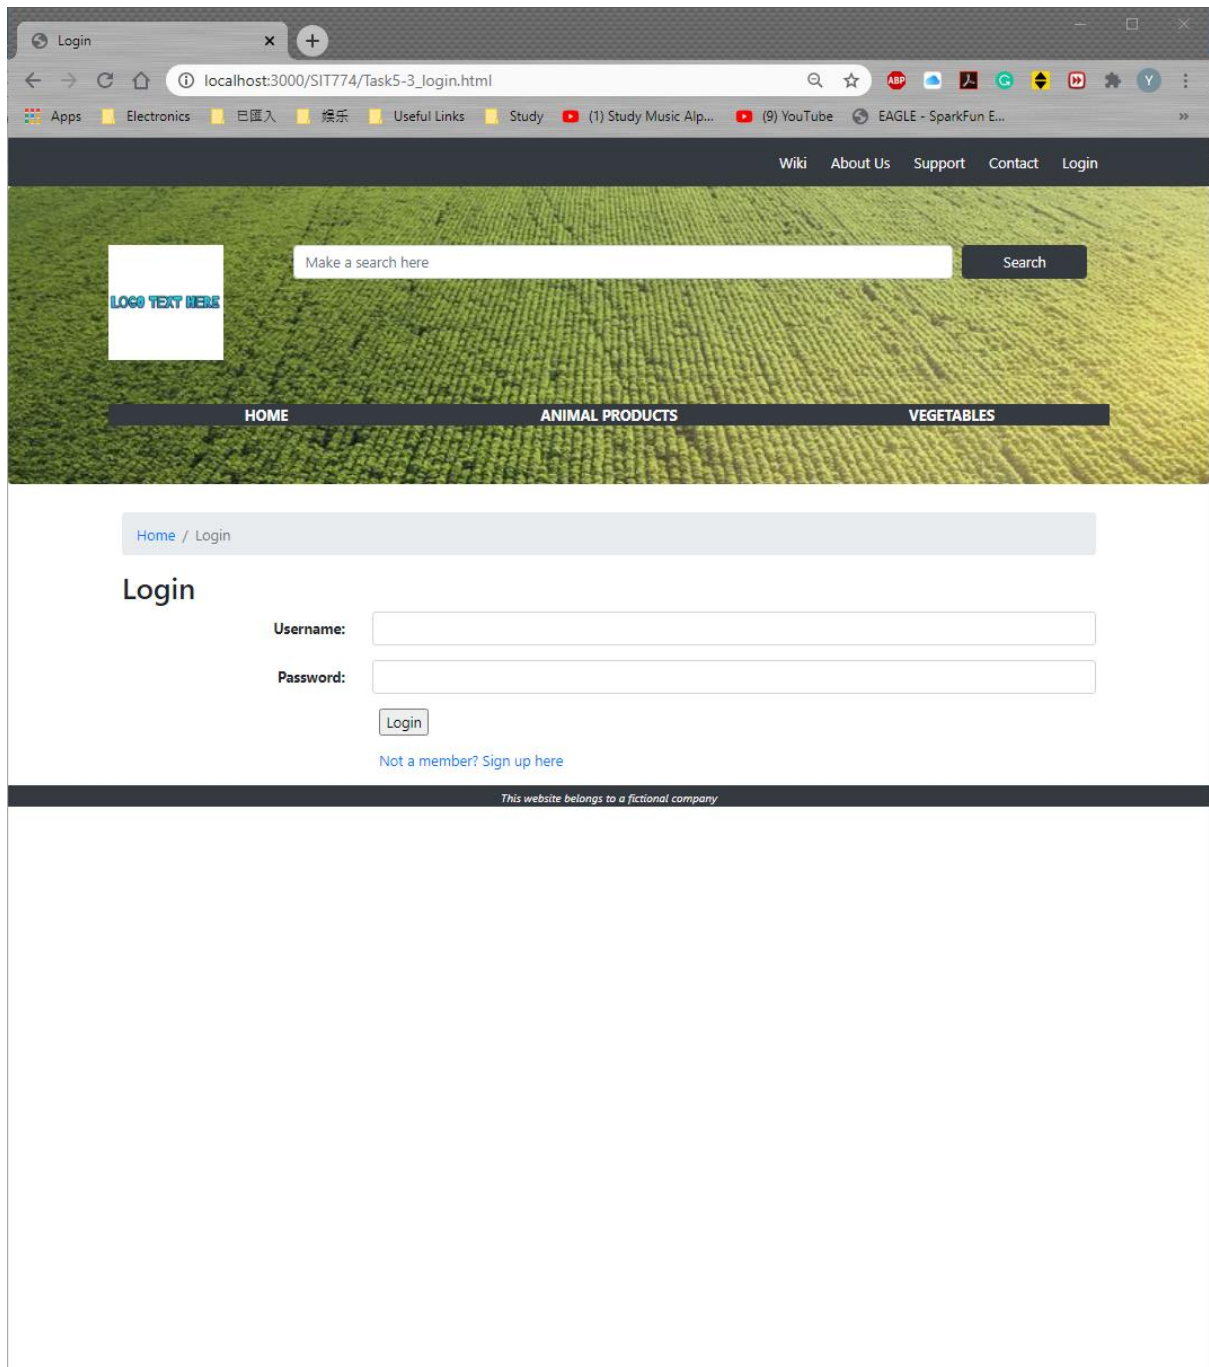 Login
localhost:3000/SIT774/Task5-3_login.html
ABP
Y
Apps Electronics 已匯入 娱乐 Useful Links Study (1) Study Music Alp... (9) YouTube EAGLE - SparkFun E... »
Wiki About Us Support Contact Login
Make a search here Search
LOGO TEXT HERE
HOME ANIMAL PRODUCTS VEGETABLES
Home / Login
Login
Username:
Password:
Login
Not a member? Sign up here
This website belongs to a fictional company